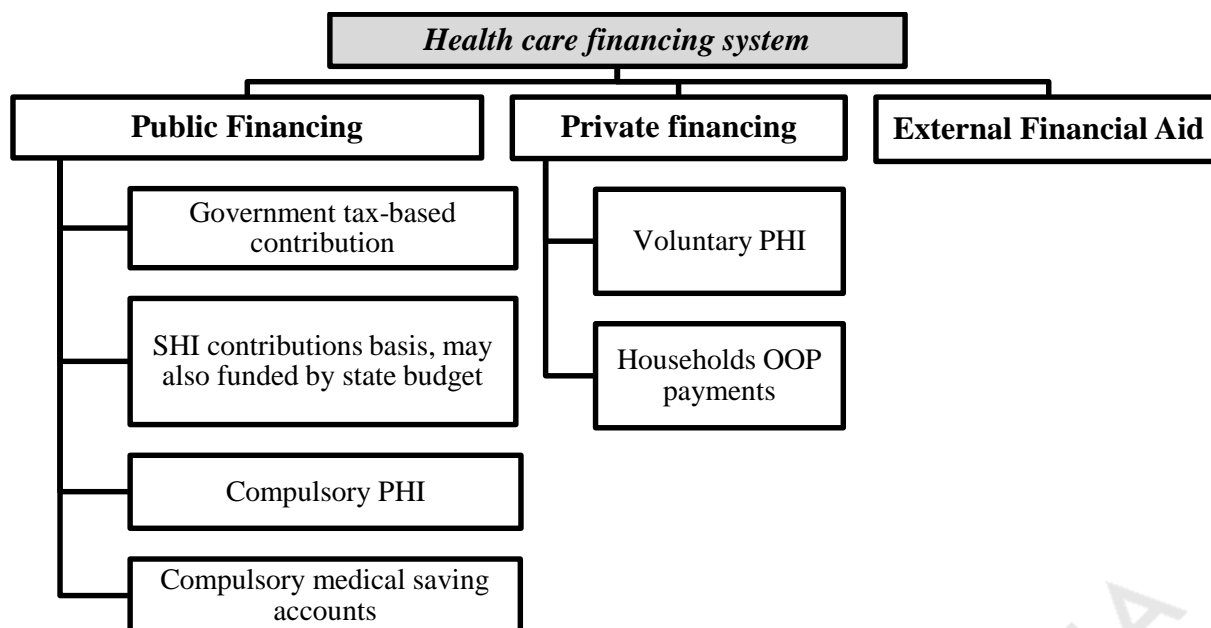 Health care financing system
Public Financing
Private financing
External Financial Aid
Government tax-based
contribution
SHI contributions basis, may
also funded by state budget
Compulsory PHI
Compulsory medical saving
accounts
Voluntary PHI
Households OOP
payments